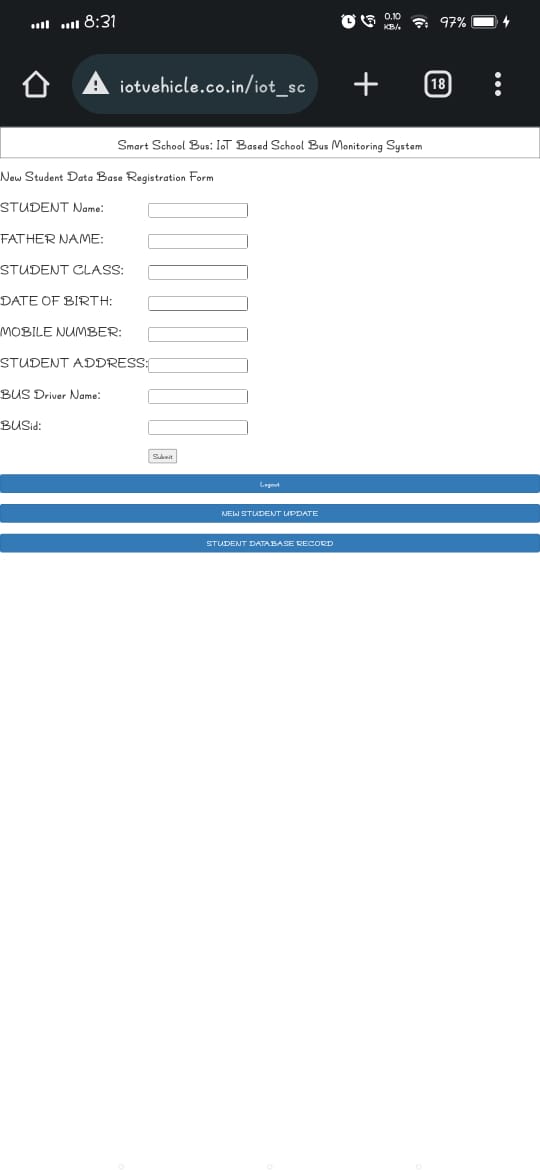 8:31 0.10 KB/s 97%
iotvehicle.co.in/iot_sc 18
Smart School Bus: IoT Based School Bus Monitoring System
New Student Data Base Registration Form
STUDENT Name:
FATHER NAME:
STUDENT CLASS:
DATE OF BIRTH:
MOBILE NUMBER:
STUDENT ADDRESS:
BUS Driver Name:
BUSid:
Submit
Logout
NEW STUDENT UPDATE
STUDENT DATABASE RECORD